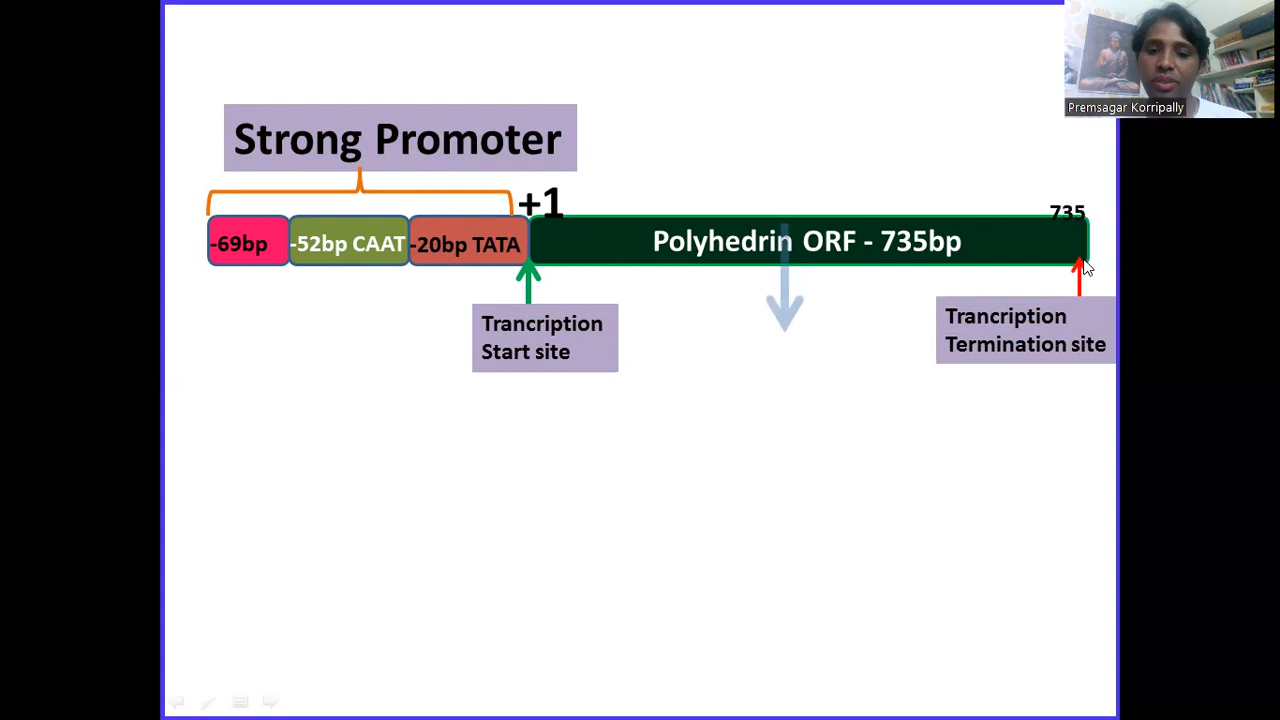 Premsagar Korripally
Strong Promoter
+1
735
-69bp
-52bp CAAT
-20bp TATA
Polyhedrin ORF - 735bp
Trancription
Start site
Trancription
Termination site